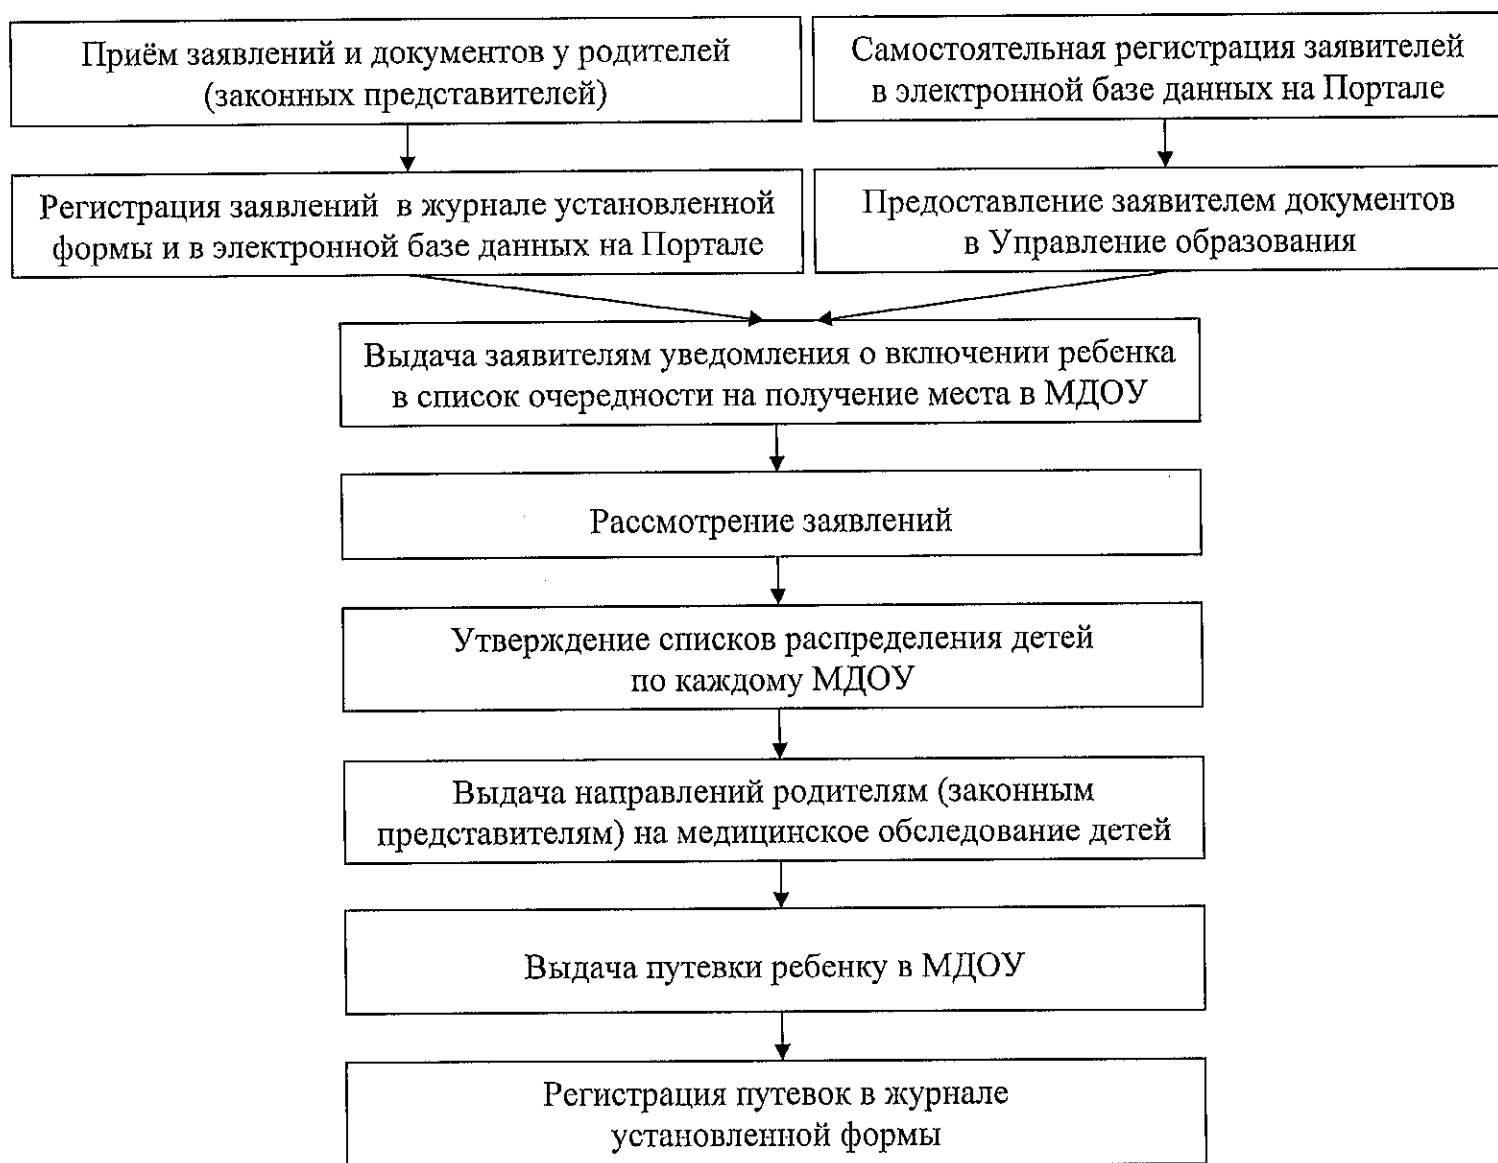 Приём заявлений и документов у родителей
(законных представителей)
Самостоятельная регистрация заявителей
в электронной базе данных на Портале
Регистрация заявлений в журнале установленной
формы и в электронной базе данных на Портале
Предоставление заявителем документов
в Управление образования
Выдача заявителям уведомления о включении ребенка
в список очередности на получение места в МДОУ
Рассмотрение заявлений
Утверждение списков распределения детей
по каждому МДОУ
Выдача направлений родителям (законным
представителям) на медицинское обследование детей
Выдача путевки ребенку в МДОУ
Регистрация путевок в журнале
установленной формы